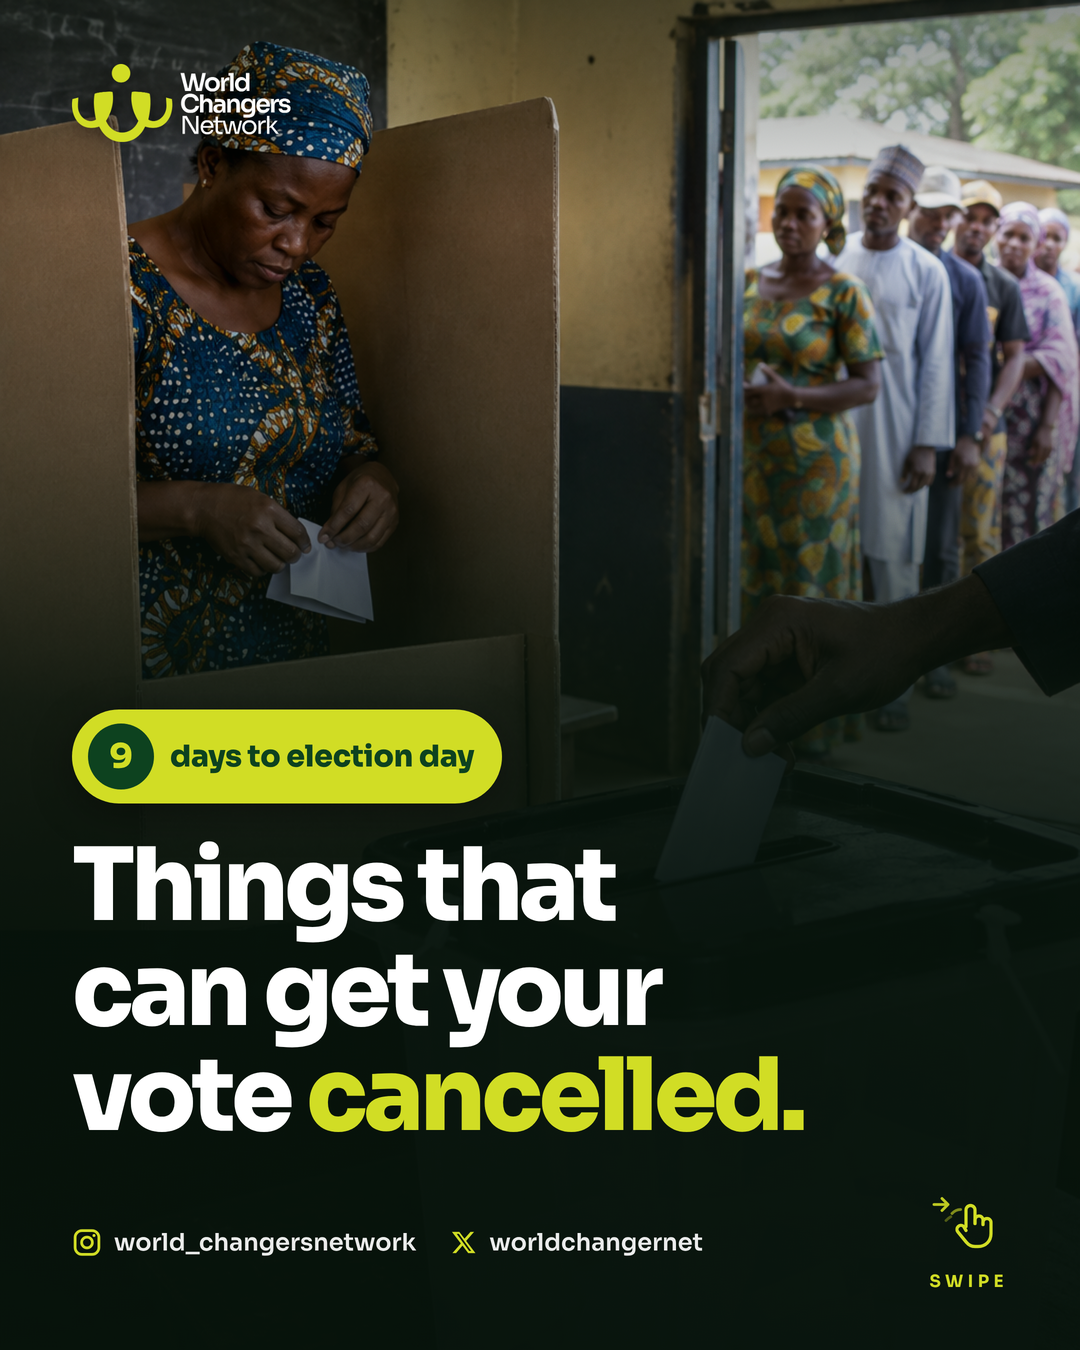 World
Changers
Network
9 days to election day
Things that
can get your
vote cancelled.
world_changersnetwork worldchangernet
SWIPE